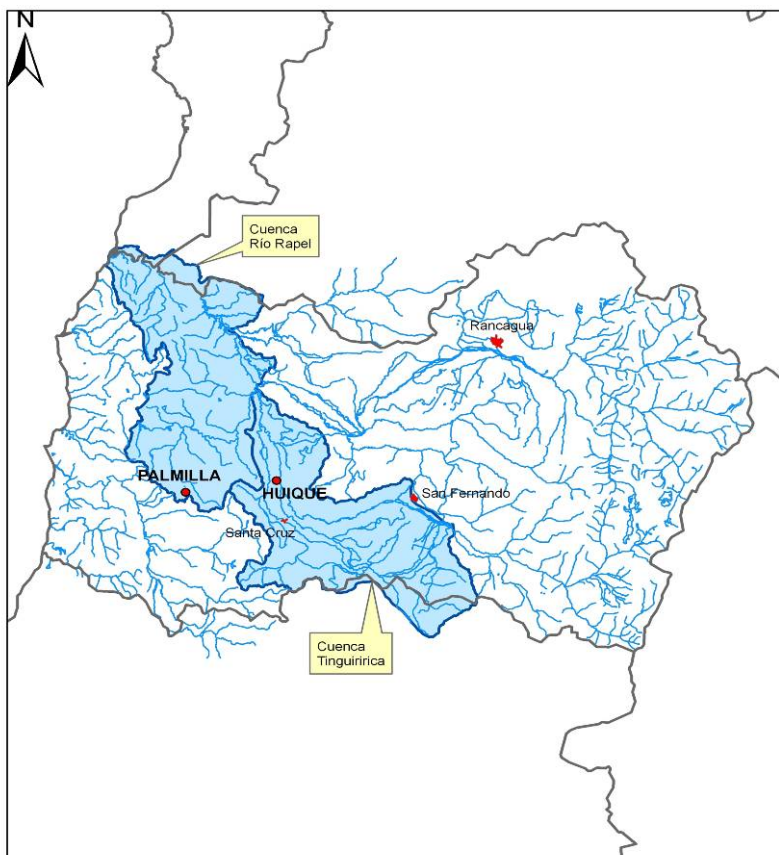 N
Cuenca
Río Rapel
Rancagua
PALMILLA
HUIQUE
San Fernando
Santa Cruz
Cuenca
Tinguiririca